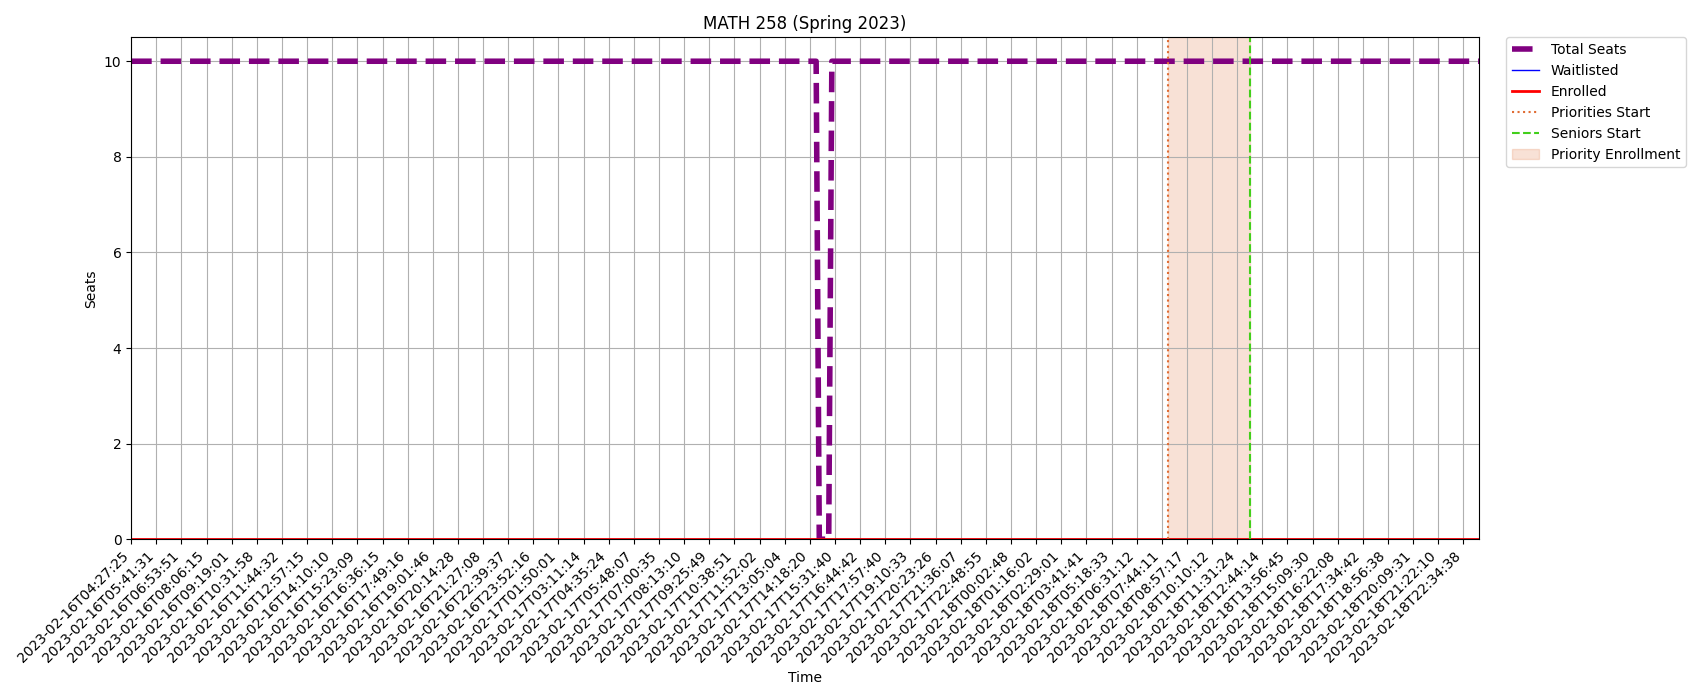 MATH 258 (Spring 2023)
Total Seats
Waitlisted
Enrolled
Priorities Start
Seniors Start
Priority Enrollment
Seats
10
8
6
4
2
0
2023-02-16T04:27:25
2023-02-16T05:41:31
2023-02-16T06:53:51
2023-02-16T08:06:15
2023-02-16T09:19:01
2023-02-16T10:31:58
2023-02-16T11:44:32
2023-02-16T12:57:15
2023-02-16T14:10:10
2023-02-16T15:23:09
2023-02-16T16:36:15
2023-02-16T17:49:16
2023-02-16T19:01:46
2023-02-16T20:14:28
2023-02-16T21:27:08
2023-02-16T22:39:37
2023-02-16T23:52:16
2023-02-17T01:50:01
2023-02-17T03:11:14
2023-02-17T04:35:24
2023-02-17T05:48:07
2023-02-17T07:00:35
2023-02-17T08:13:10
2023-02-17T09:25:49
2023-02-17T10:38:51
2023-02-17T11:52:02
2023-02-17T13:05:04
2023-02-17T14:18:20
2023-02-17T15:31:40
2023-02-17T16:44:42
2023-02-17T17:57:40
2023-02-17T19:10:33
2023-02-17T20:23:26
2023-02-17T21:36:07
2023-02-17T22:48:55
2023-02-18T00:02:48
2023-02-18T01:16:02
2023-02-18T02:29:01
2023-02-18T03:41:41
2023-02-18T05:18:33
2023-02-18T06:31:12
2023-02-18T07:44:11
2023-02-18T08:57:17
2023-02-18T10:10:12
2023-02-18T11:31:24
2023-02-18T12:44:14
2023-02-18T13:56:45
2023-02-18T15:09:30
2023-02-18T16:22:08
2023-02-18T17:34:42
2023-02-18T18:56:38
2023-02-18T20:09:31
2023-02-18T21:22:10
2023-02-18T22:34:38
Time